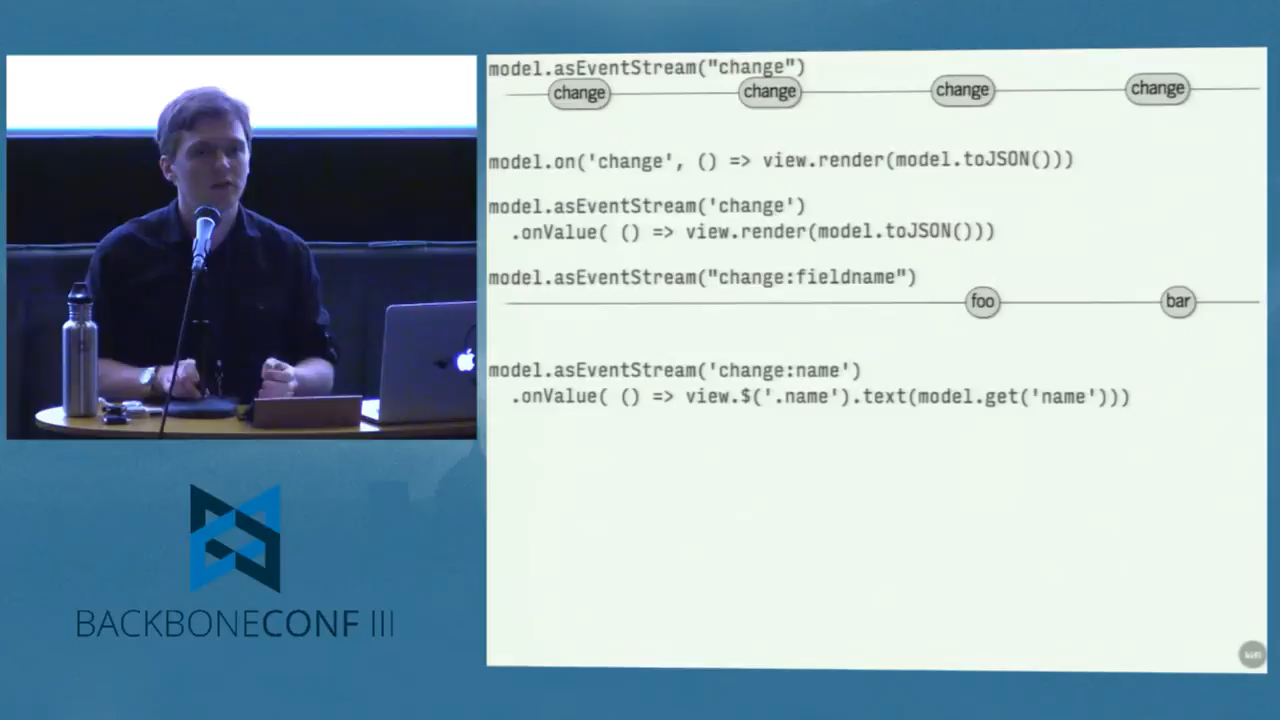 model.asEventStream("change")
change change change change
model.on('change', () => view.render(model.toJSON()))
model.asEventStream('change')
.onValue( () => view.render(model.toJSON()))
model.asEventStream("change:fieldname")
foo bar
model.asEventStream('change:name')
.onValue( () => view.$('.name').text(model.get('name')))
BACKBONECONF III